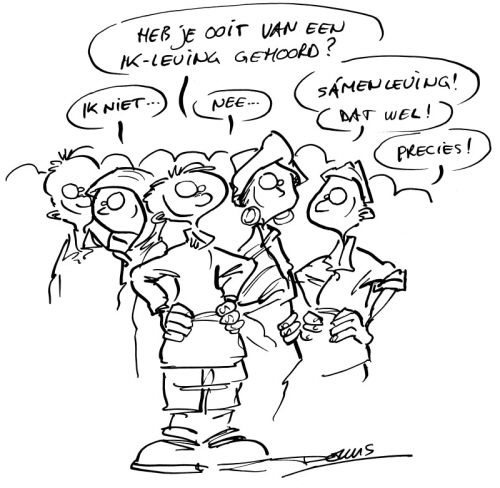 HEB JE OOIT VAN EEN
IK-LEVING GEHOORD?
IK NIET...
NEE...
SÁMENLEVING!
DAT WEL!
PRECIES!